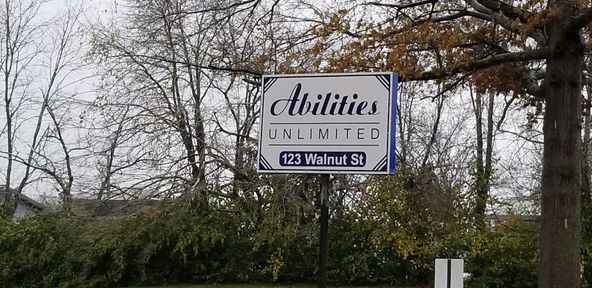 Abilities
UNLIMITED
123 Walnut St